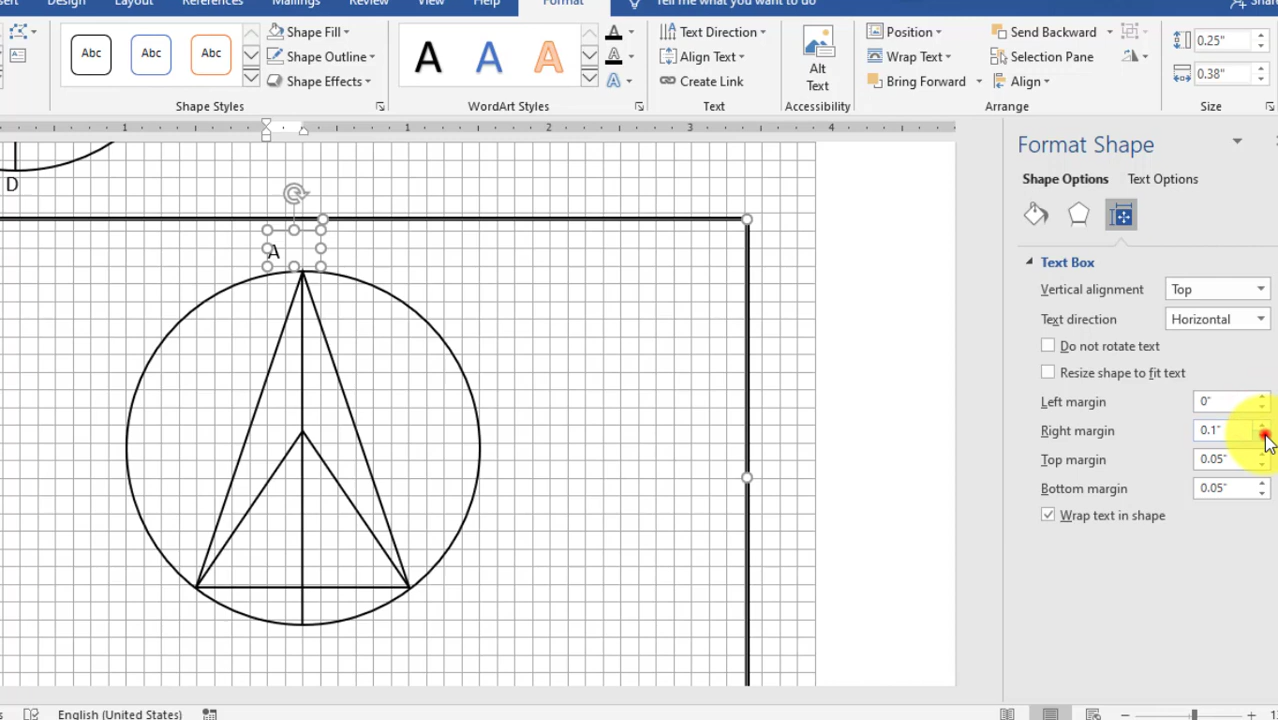 Design Layout References Mailings Review View Help Format Tell me what you want to do
Abc Abc Abc
Shape Fill
Shape Outline
Shape Effects
Shape Styles
A A A
A
A
A
WordArt Styles
Text Direction
Align Text
Create Link
Text
Alt
Text
Accessibility
Position
Wrap Text
Bring Forward
Send Backward
Selection Pane
Align
Arrange
0.25"
0.38"
Size
1 1 2 3 4
D
A
Format Shape
Shape Options Text Options
Text Box
Vertical alignment Top
Text direction Horizontal
Do not rotate text
Resize shape to fit text
Left margin 0"
Right margin 0.1"
Top margin 0.05"
Bottom margin 0.05"
Wrap text in shape
English (United States)